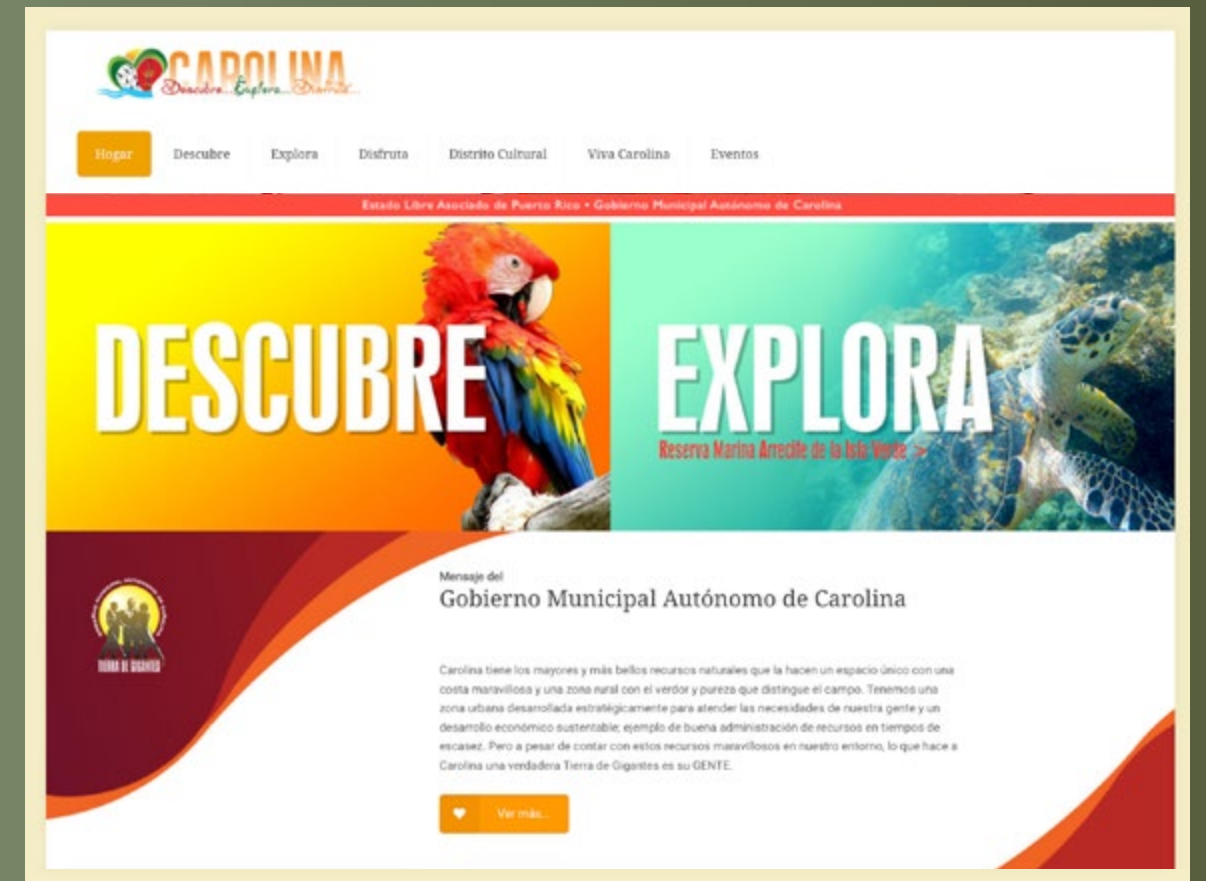 CAROLINA
Descubre...Explora...Disfruta...
Hogar Descubre Explora Disfruta Distrito Cultural Viva Carolina Eventos
Estado Libre Asociado de Puerto Rico • Gobierno Municipal Autónomo de Carolina
DESCUBRE
EXPLORA
Reserva Marina Arrecife de la Isla Verde >
TIERRA DE GIGANTES
Mensaje del
Gobierno Municipal Autónomo de Carolina
Carolina tiene los mayores y más bellos recursos naturales que la hacen un espacio único con una
costa maravillosa y una zona rural con el verdor y pureza que distingue el campo. Tenemos una
zona urbana desarrollada estratégicamente para atender las necesidades de nuestra gente y un
desarrollo económico sustentable; ejemplo de buena administración de recursos en tiempos de
escasez. Pero a pesar de contar con estos recursos maravillosos en nuestro entorno, lo que hace a
Carolina una verdadera Tierra de Gigantes es su GENTE.
Ver más...